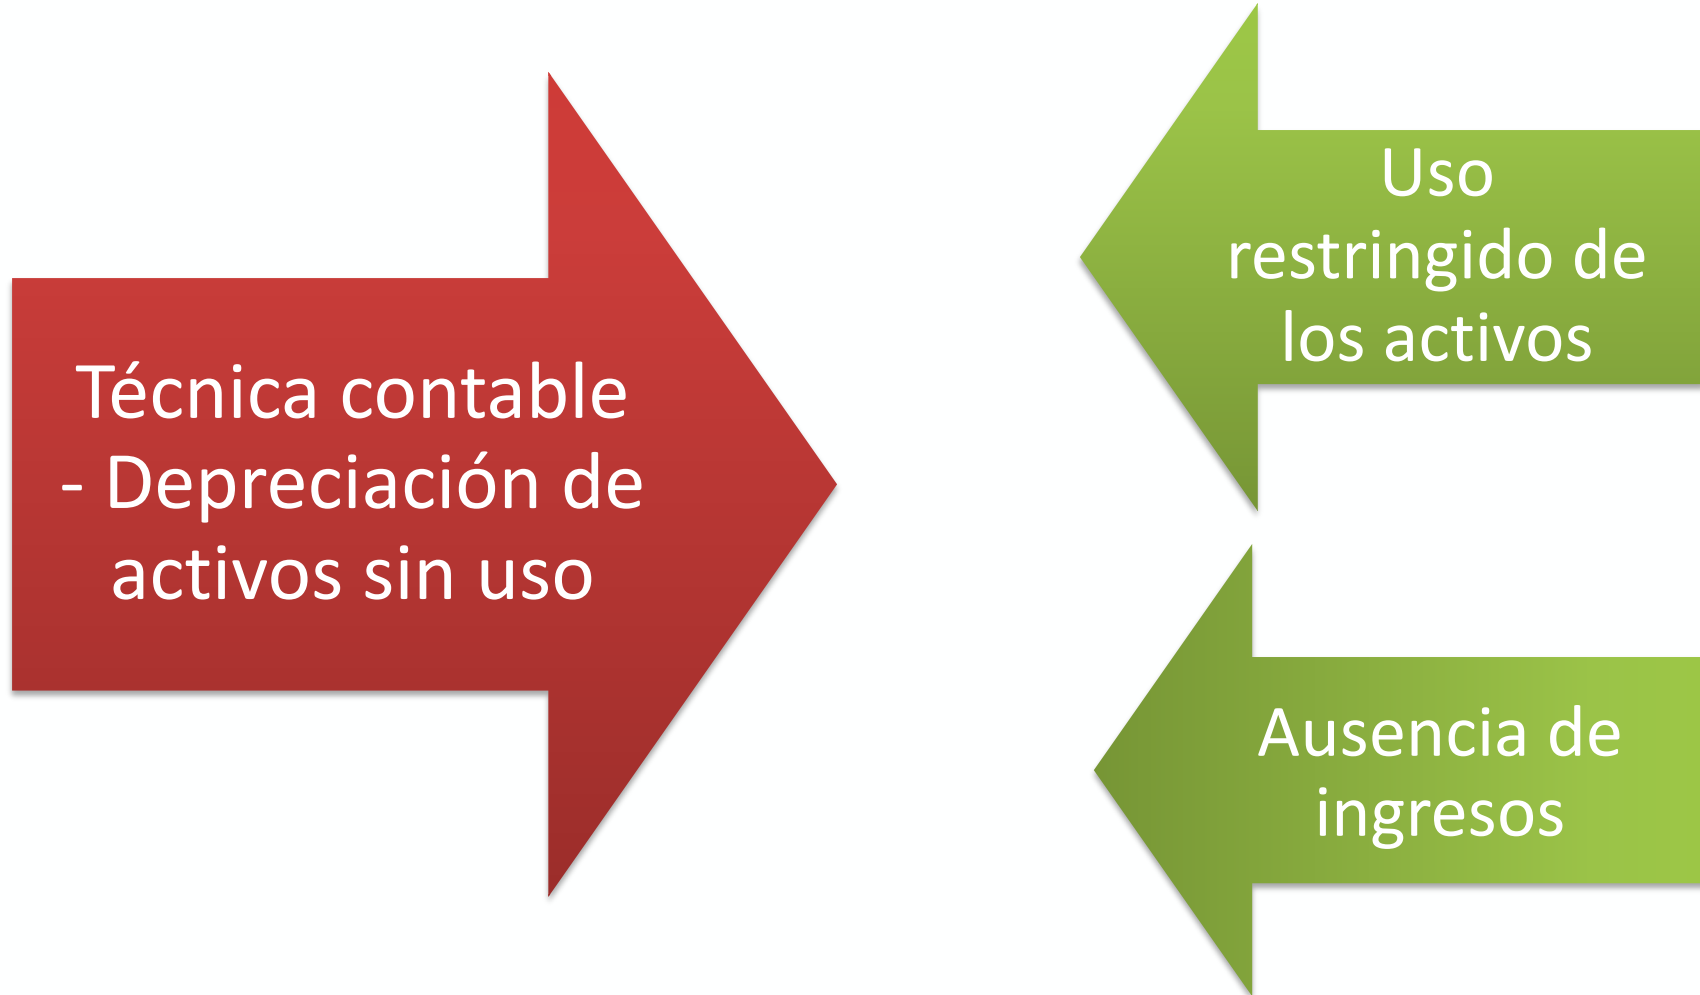 Técnica contable
- Depreciación de
activos sin uso
Uso
restringido de
los activos
Ausencia de
ingresos